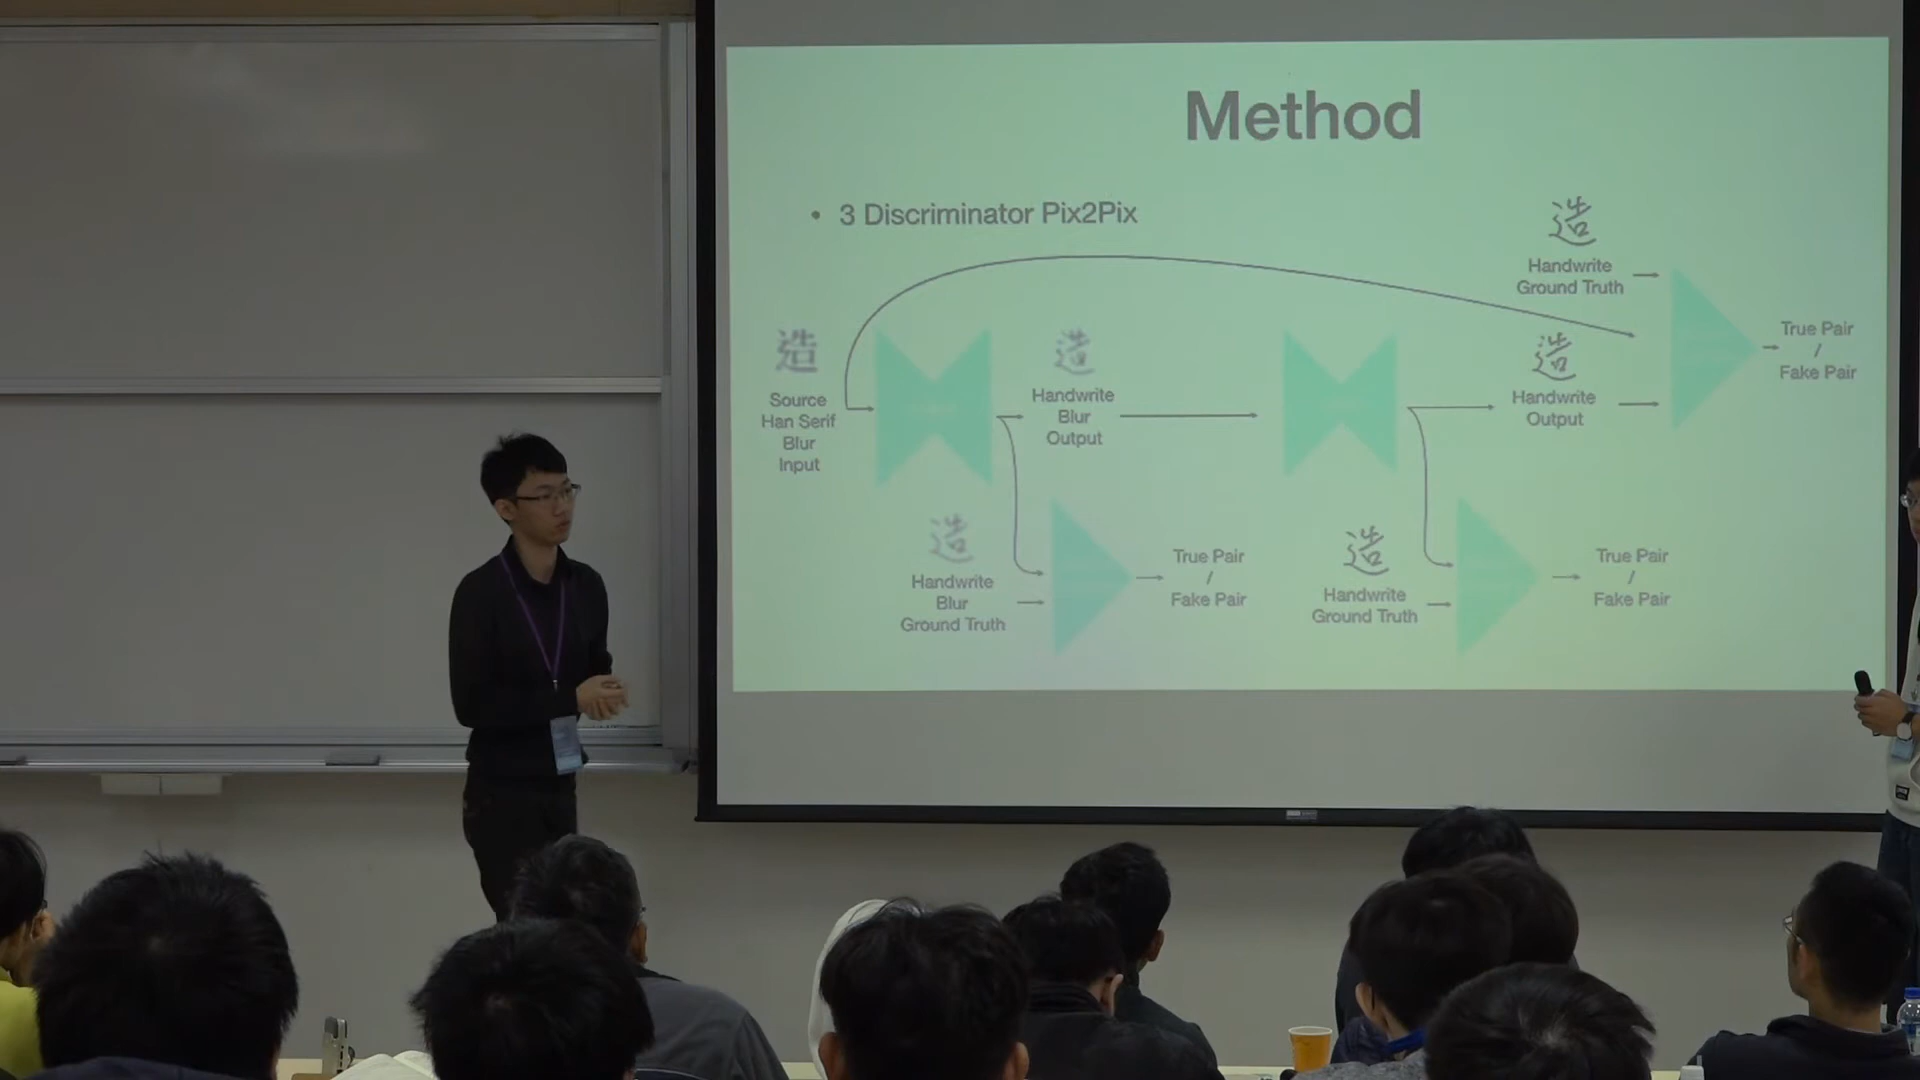 Method
• 3 Discriminator Pix2Pix
造
Handwrite
Ground Truth
True Pair
/
Fake Pair
造
Source
Han Serif
Blur
Input
造
Handwrite
Blur
Output
造
Handwrite
Output
造
Handwrite
Blur
Ground Truth
True Pair
/
Fake Pair
造
Handwrite
Ground Truth
True Pair
/
Fake Pair